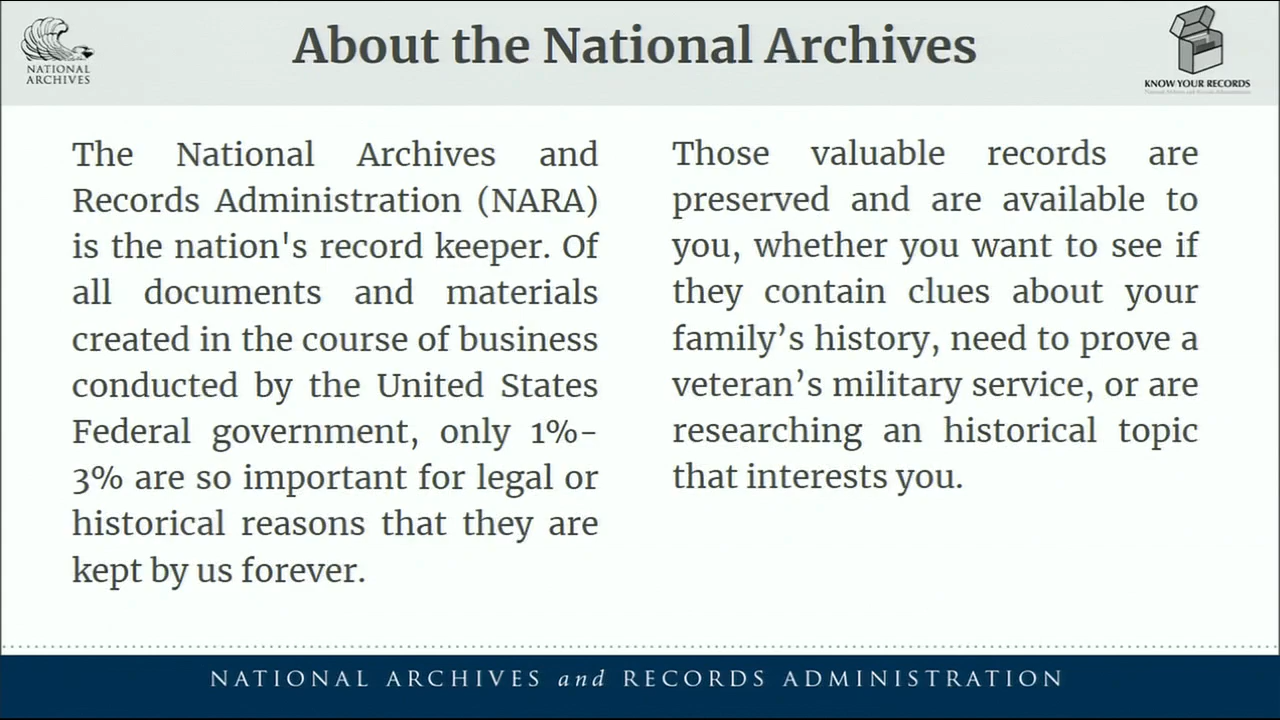 About the National Archives
NATIONAL
ARCHIVES
KNOW YOUR RECORDS
The National Archives and
Records Administration (NARA)
is the nation's record keeper. Of
all documents and materials
created in the course of business
conducted by the United States
Federal government, only 1%-
3% are so important for legal or
historical reasons that they are
kept by us forever.
Those valuable records are
preserved and are available to
you, whether you want to see if
they contain clues about your
family’s history, need to prove a
veteran’s military service, or are
researching an historical topic
that interests you.
NATIONAL ARCHIVES and RECORDS ADMINISTRATION